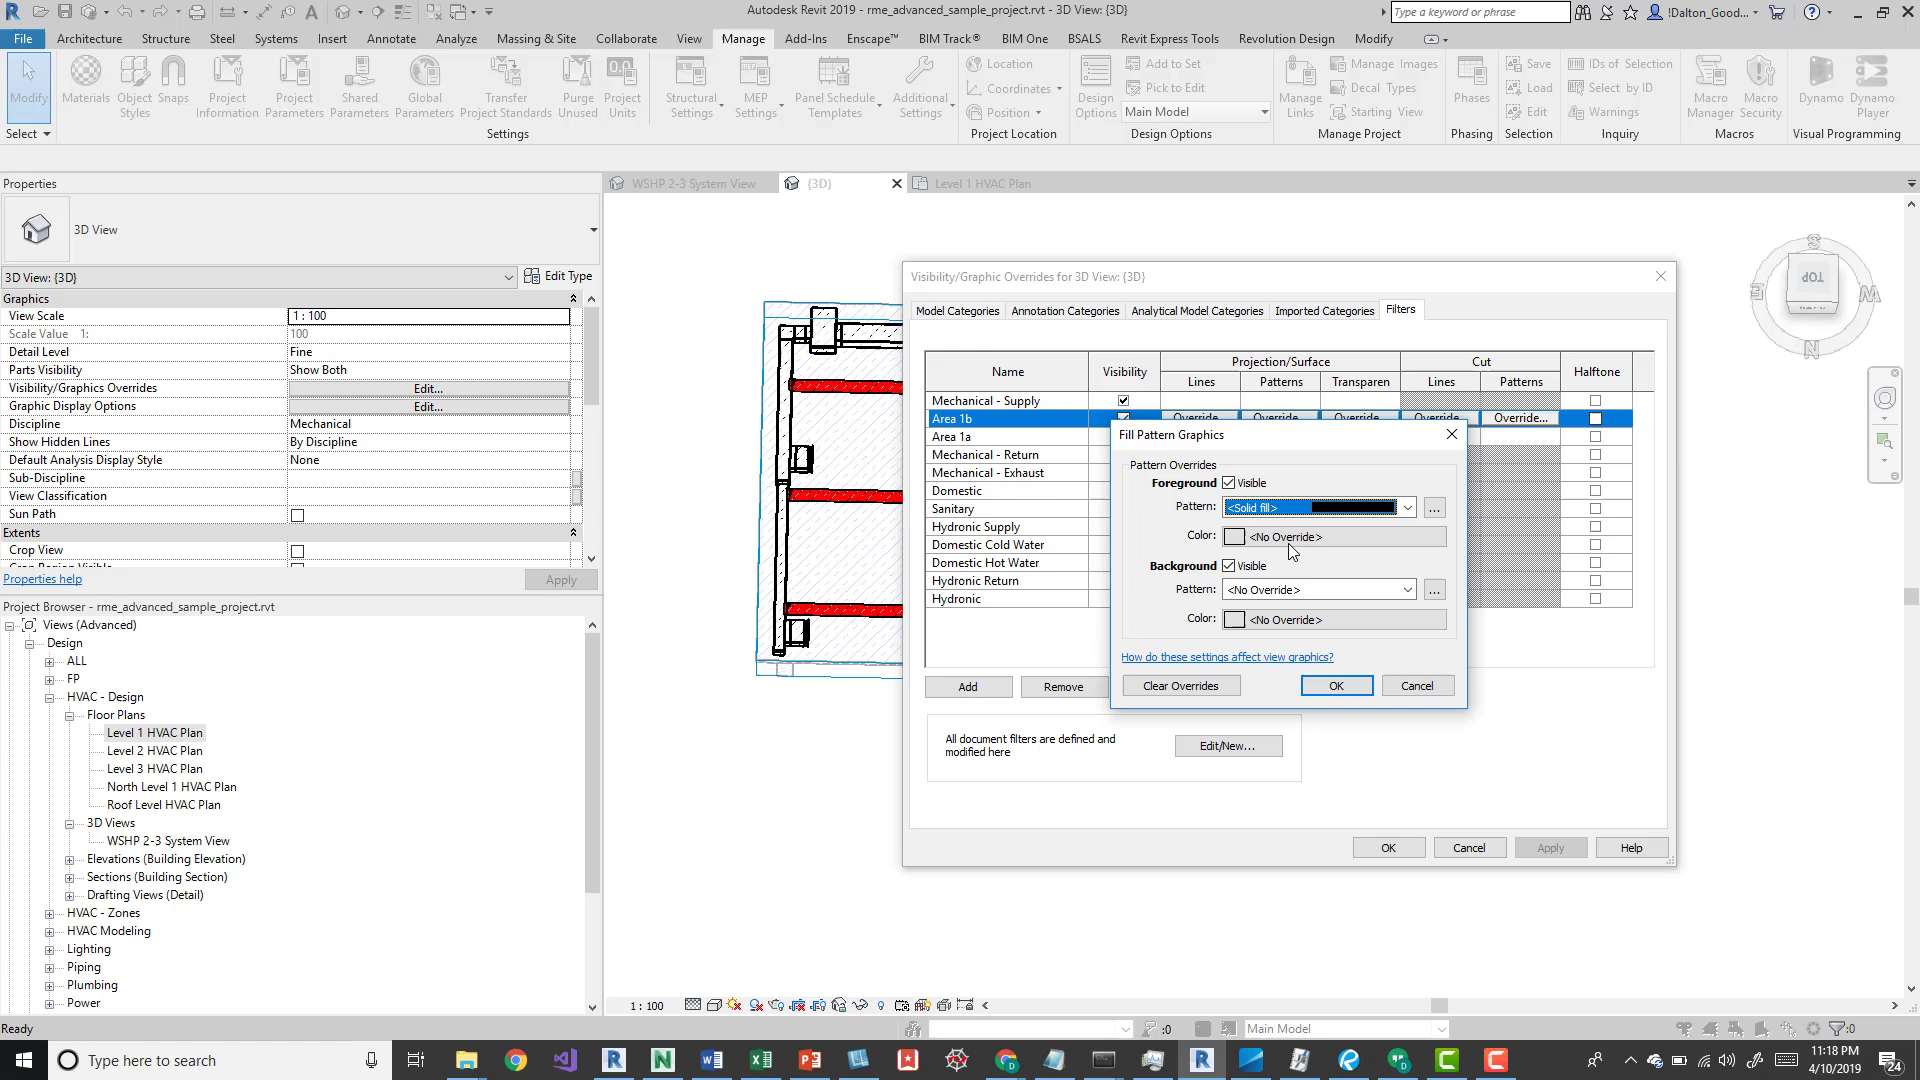 Autodesk Revit 2019 - rme_advanced_sample_project.rvt - 3D View: {3D}
Type a keyword or phrase
!Dalton_Good...
File Architecture Structure Steel Systems Insert Annotate Analyze Massing & Site Collaborate View Manage Add-Ins Enscape™ BIM Track® BIM One BSALS Revit Express Tools Revolution Design Modify
Modify
Materials
Object Styles
Snaps
Project Information
Project Parameters
Shared Parameters
Global Parameters
Transfer Project Standards
Purge Unused
Project Units
Structural Settings
MEP Settings
Panel Schedule Templates
Additional Settings
Location
Coordinates
Position
Design Options
Add to Set
Pick to Edit
Main Model
Manage Links
Manage Images
Decal Types
Starting View
Phases
Save
Load
Edit
IDs of Selection
Select by ID
Warnings
Macro Manager
Macro Security
Dynamo
Dynamo Player
Select Settings Project Location Design Options Manage Project Phasing Selection Inquiry Macros Visual Programming
Properties
3D View
3D View: {3D} Edit Type
Graphics
View Scale 1 : 100
Scale Value 1: 100
Detail Level Fine
Parts Visibility Show Both
Visibility/Graphics Overrides Edit...
Graphic Display Options Edit...
Discipline Mechanical
Show Hidden Lines By Discipline
Default Analysis Display Style None
Sub-Discipline
View Classification
Sun Path
Extents
Crop View
Properties help Apply
Project Browser - rme_advanced_sample_project.rvt
Views (Advanced)
Design
ALL
FP
HVAC - Design
Floor Plans
Level 1 HVAC Plan
Level 2 HVAC Plan
Level 3 HVAC Plan
North Level 1 HVAC Plan
Roof Level HVAC Plan
3D Views
WSHP 2-3 System View
Elevations (Building Elevation)
Sections (Building Section)
Drafting Views (Detail)
HVAC - Zones
HVAC Modeling
Lighting
Piping
Plumbing
Power
WSHP 2-3 System View {3D} Level 1 HVAC Plan
TOP
S
E
W
N
Visibility/Graphic Overrides for 3D View: {3D}
Model Categories Annotation Categories Analytical Model Categories Imported Categories Filters
Name Visibility Projection/Surface Cut Halftone
Lines Patterns Transparen Lines Patterns
Mechanical - Supply
Area 1b Override... Override... Override... Override... Override...
Area 1a
Mechanical - Return
Mechanical - Exhaust
Domestic
Sanitary
Hydronic Supply
Domestic Cold Water
Domestic Hot Water
Hydronic Return
Hydronic
Add Remove
All document filters are defined and modified here
Edit/New...
OK Cancel Apply Help
Fill Pattern Graphics
Pattern Overrides
Foreground Visible
Pattern: <Solid fill> ...
Color: <No Override>
Background Visible
Pattern: <No Override> ...
Color: <No Override>
How do these settings affect view graphics?
Clear Overrides OK Cancel
1 : 100
Ready
:0
Main Model
:0
Type here to search
11:18 PM
4/10/2019
24